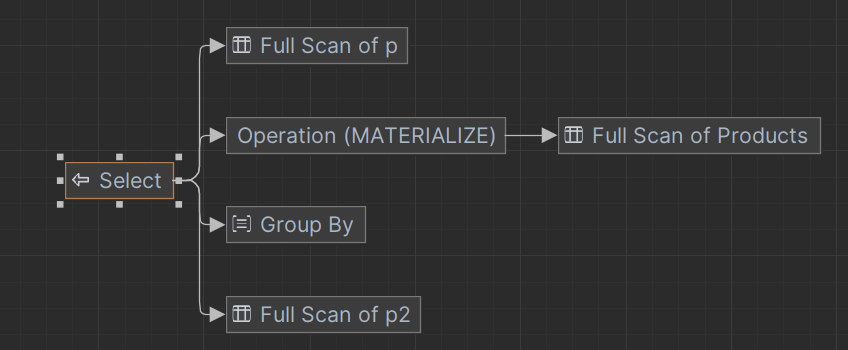 Full Scan of p
Operation (MATERIALIZE)
Full Scan of Products
Select
Group By
Full Scan of p2